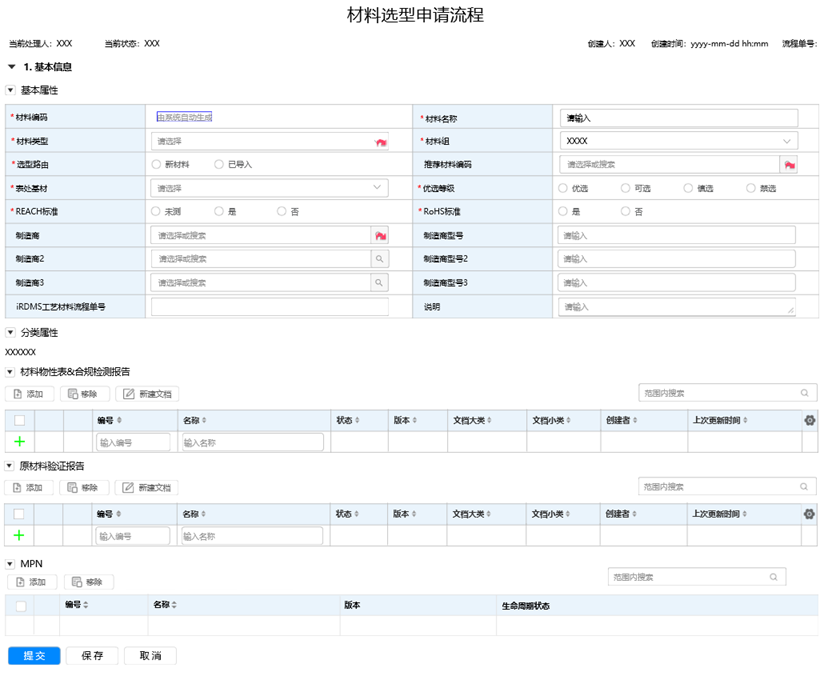 材料选型申请流程
当前处理人：XXX 当前状态：XXX 创建人：XXX 创建时间：yyyy-mm-dd hh:mm 流程单号:
1. 基本信息
基本属性
*材料编码 由系统自动生成 *材料名称 请输入
*材料类型 请选择 *材料组 XXXX
*选型路由 新材料 已导入 推荐材料编码 请选择或搜索
*表处基材 请选择 *优选等级 优选 可选 慎选 禁选
*REACH标准 未测 是 否 *RoHS标准 是 否
制造商 请选择或搜索 制造商型号 请输入
制造商2 请选择或搜索 制造商型号2 请输入
制造商3 请选择或搜索 制造商型号3 请输入
iRDMS工艺材料流程单号 说明 请输入
分类属性
XXXXXX
材料物性表&合规检测报告
添加 移除 新建文档 范围内搜索
编号 名称 状态 版本 文档大类 文档小类 创建者 上次更新时间
输入编号 输入名称
原材料验证报告
添加 移除 新建文档 范围内搜索
编号 名称 状态 版本 文档大类 文档小类 创建者 上次更新时间
输入编号 输入名称
MPN
添加 移除 范围内搜索
编号 名称 版本 生命周期状态
提交 保存 取消